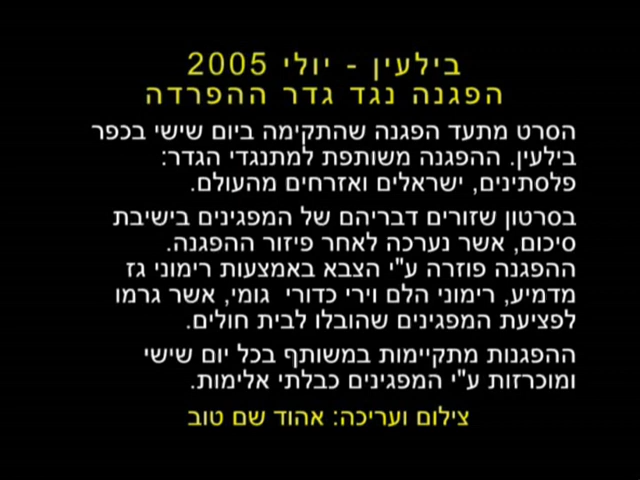 בילעין - יולי 2005
הפגנה נגד גדר ההפרדה
הסרט מתעד הפגנה שהתקימה ביום שישי בכפר
בילעין. ההפגנה משותפת למתנגדי הגדר:
פלסתינים, ישראלים ואזרחים מהעולם.
בסרטון שזורים דבריהם של המפגינים בישיבת
סיכום, אשר נערכה לאחר פיזור ההפגנה.
ההפגנה פוזרה ע"י הצבא באמצעות רימוני גז
מדמיע, רימוני הלם וירי כדורי גומי, אשר גרמו
לפציעת המפגינים שהובלו לבית חולים.
ההפגנות מתקיימות במשותף בכל יום שישי
ומוכרזות ע"י המפגינים כבלתי אלימות.
צילום ועריכה: אהוד שם טוב